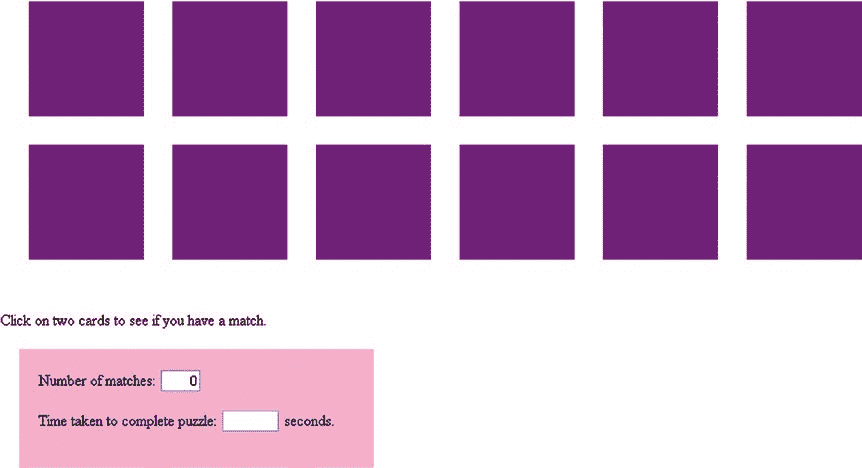 Click on two cards to see if you have a match.
Number of matches: 0
Time taken to complete puzzle: seconds.